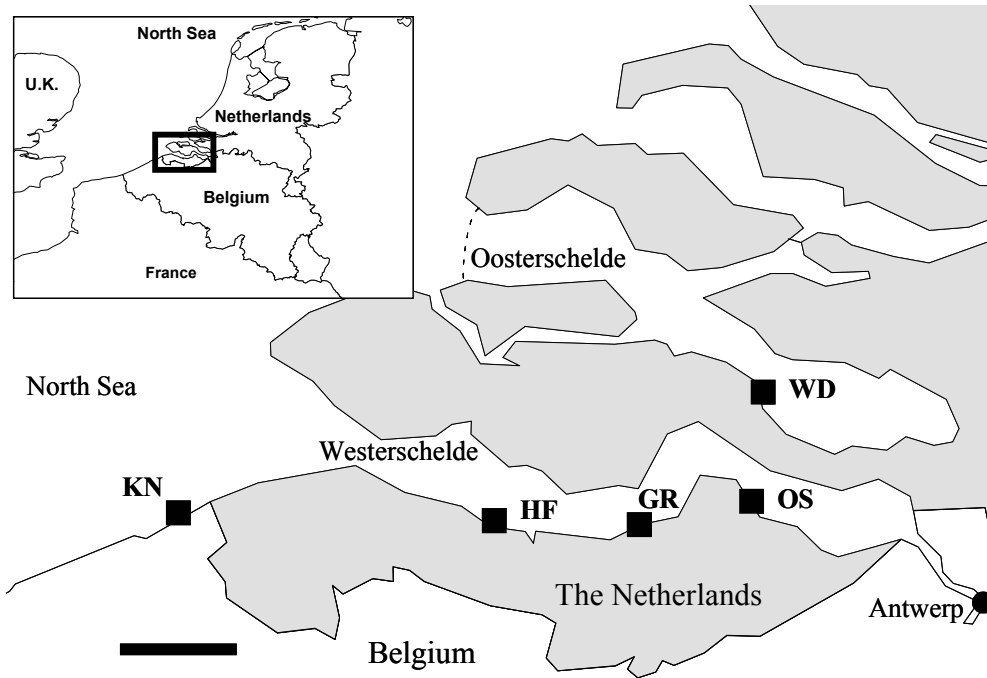 North Sea
U.K.
Netherlands
Belgium
France
Oosterschelde
North Sea
WD
Westerschelde
KN
HF
GR
OS
The Netherlands
Antwerp
Belgium